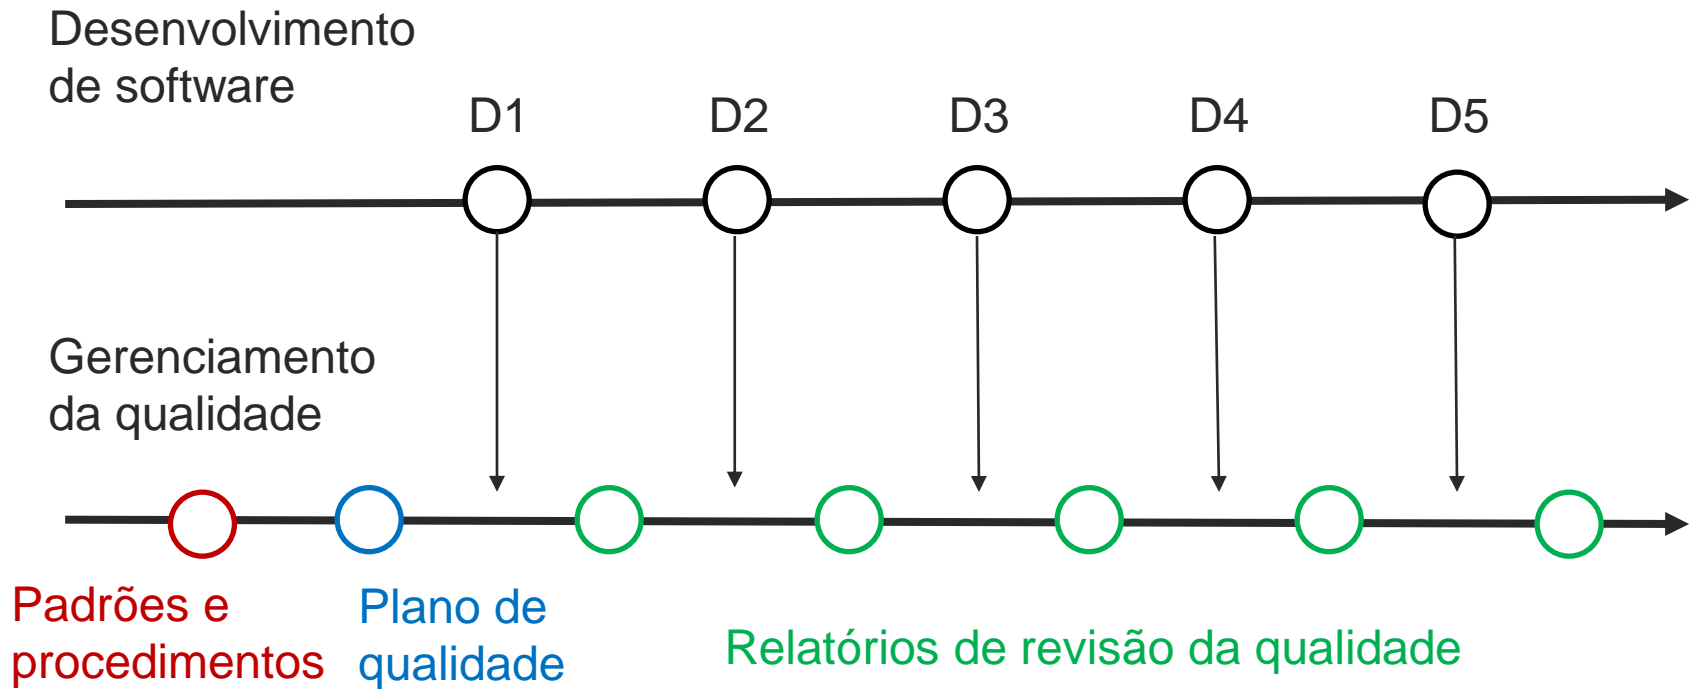 Desenvolvimento
de software
D1
D2
D3
D4
D5
Gerenciamento
da qualidade
Padrões e
procedimentos
Plano de
qualidade
Relatórios de revisão da qualidade